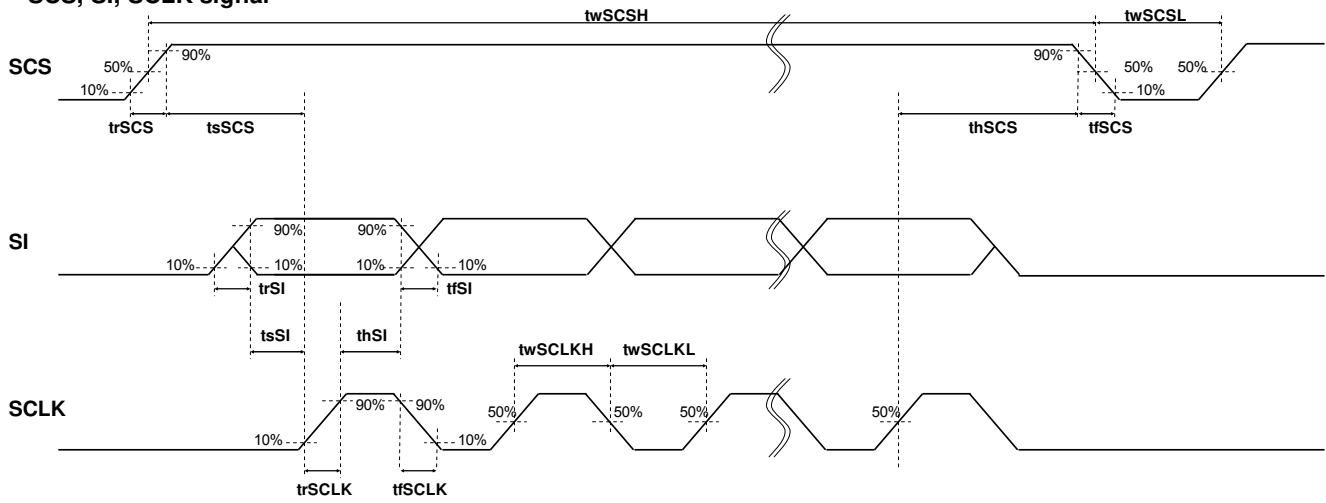 SCS, SI, SCLK signal
twSCSH twSCSL
SCS
90% 90%
50% 50% 50%
10% 10%
trSCS tsSCS thSCS tfSCS
SI
90% 90%
10% 10% 10% 10%
trSI tfSI
tsSI thSI
twSCLKH twSCLKL
SCLK
90% 90% 50% 50% 50% 50%
10% 10%
trSCLK tfSCLK